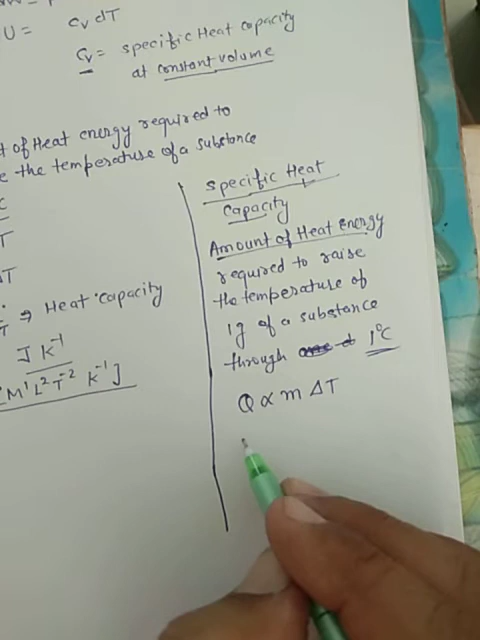 U = Cv dT
Cv = specific Heat capacity
at constant volume
of Heat energy required to
the temperature of a substance
⇒ Heat capacity
J K⁻¹
[M¹ L² T⁻² K⁻¹]
specific Heat
capacity
Amount of Heat Energy
required to raise
the temperature of
1g of a substance
through 1°C
Q ∝ m ΔT